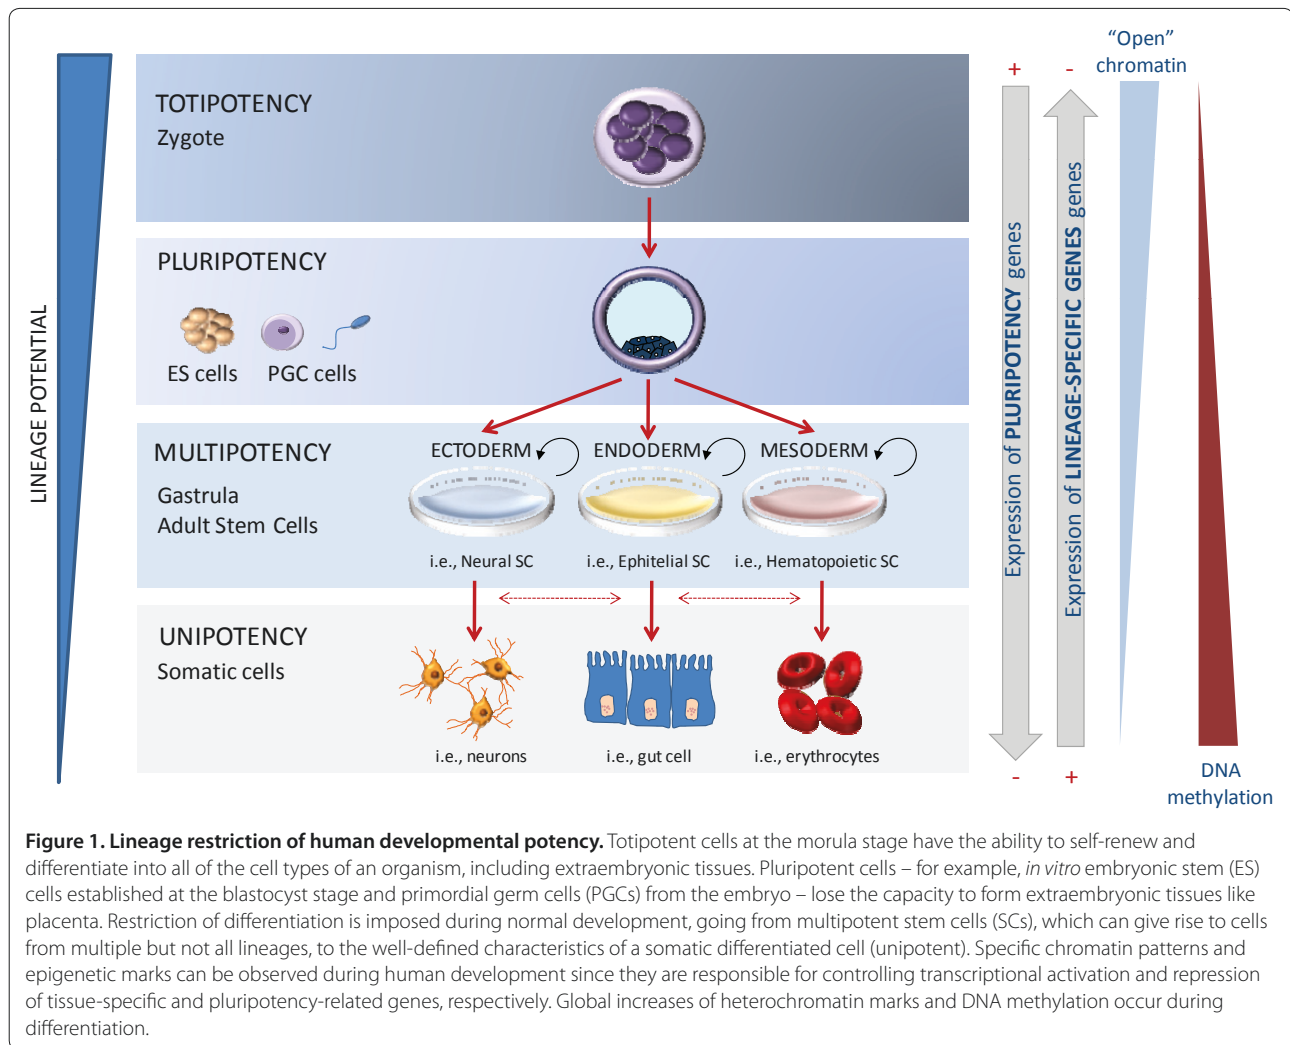 "Open"
chromatin
+
-
TOTIPOTENCY
Zygote
PLURIPOTENCY
ES cells
PGC cells
LINEAGE POTENTIAL
MULTIPOTENCY
Gastrula
Adult Stem Cells
ECTODERM
ENDODERM
MESODERM
i.e., Neural SC
i.e., Ephitelial SC
i.e., Hematopoietic SC
UNIPOTENCY
Somatic cells
i.e., neurons
i.e., gut cell
i.e., erythrocytes
Expression of PLURIPOTENCY genes
Expression of LINEAGE-SPECIFIC GENES genes
-
+
DNA
methylation
Figure 1. Lineage restriction of human developmental potency. Totipotent cells at the morula stage have the ability to self-renew and
differentiate into all of the cell types of an organism, including extraembryonic tissues. Pluripotent cells – for example, in vitro embryonic stem (ES)
cells established at the blastocyst stage and primordial germ cells (PGCs) from the embryo – lose the capacity to form extraembryonic tissues like
placenta. Restriction of differentiation is imposed during normal development, going from multipotent stem cells (SCs), which can give rise to cells
from multiple but not all lineages, to the well-defined characteristics of a somatic differentiated cell (unipotent). Specific chromatin patterns and
epigenetic marks can be observed during human development since they are responsible for controlling transcriptional activation and repression
of tissue-specific and pluripotency-related genes, respectively. Global increases of heterochromatin marks and DNA methylation occur during
differentiation.